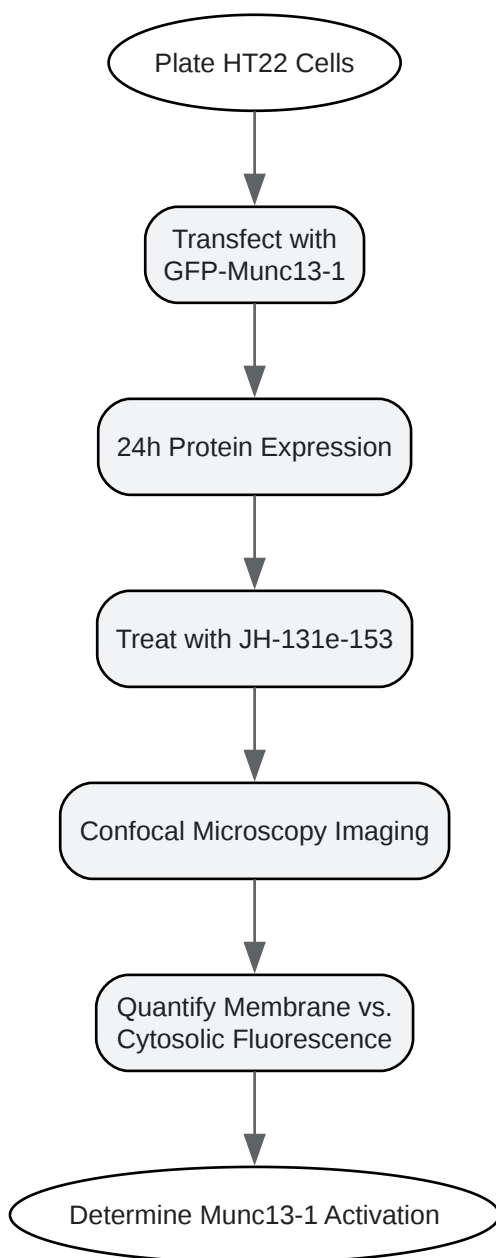 Plate HT22 Cells
Transfect with
GFP-Munc13-1
24h Protein Expression
Treat with JH-131e-153
Confocal Microscopy Imaging
Quantify Membrane vs.
Cytosolic Fluorescence
Determine Munc13-1 Activation